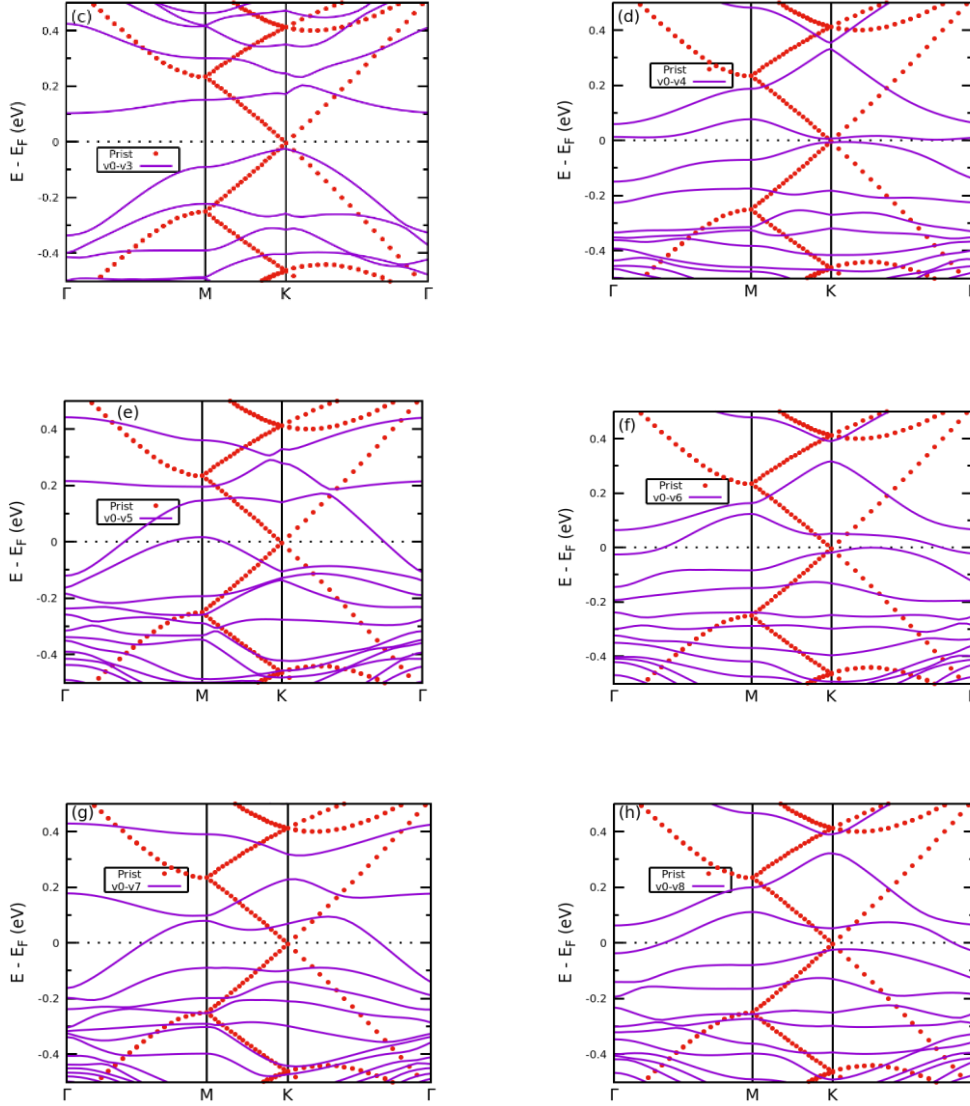 (c)
0.4
0.2
0
-0.2
-0.4
E - E_F (eV)
Prist
v0-v3
Γ M K Γ
(d)
0.4
0.2
0
-0.2
-0.4
E - E_F (eV)
Prist
v0-v4
Γ M K Γ
(e)
0.4
0.2
0
-0.2
-0.4
E - E_F (eV)
Prist
v0-v5
Γ M K Γ
(f)
0.4
0.2
0
-0.2
-0.4
E - E_F (eV)
Prist
v0-v6
Γ M K
(g)
0.4
0.2
0
-0.2
-0.4
E - E_F (eV)
Prist
v0-v7
Γ M K Γ
(h)
0.4
0.2
0
-0.2
-0.4
E - E_F (eV)
Prist
v0-v8
Γ M K